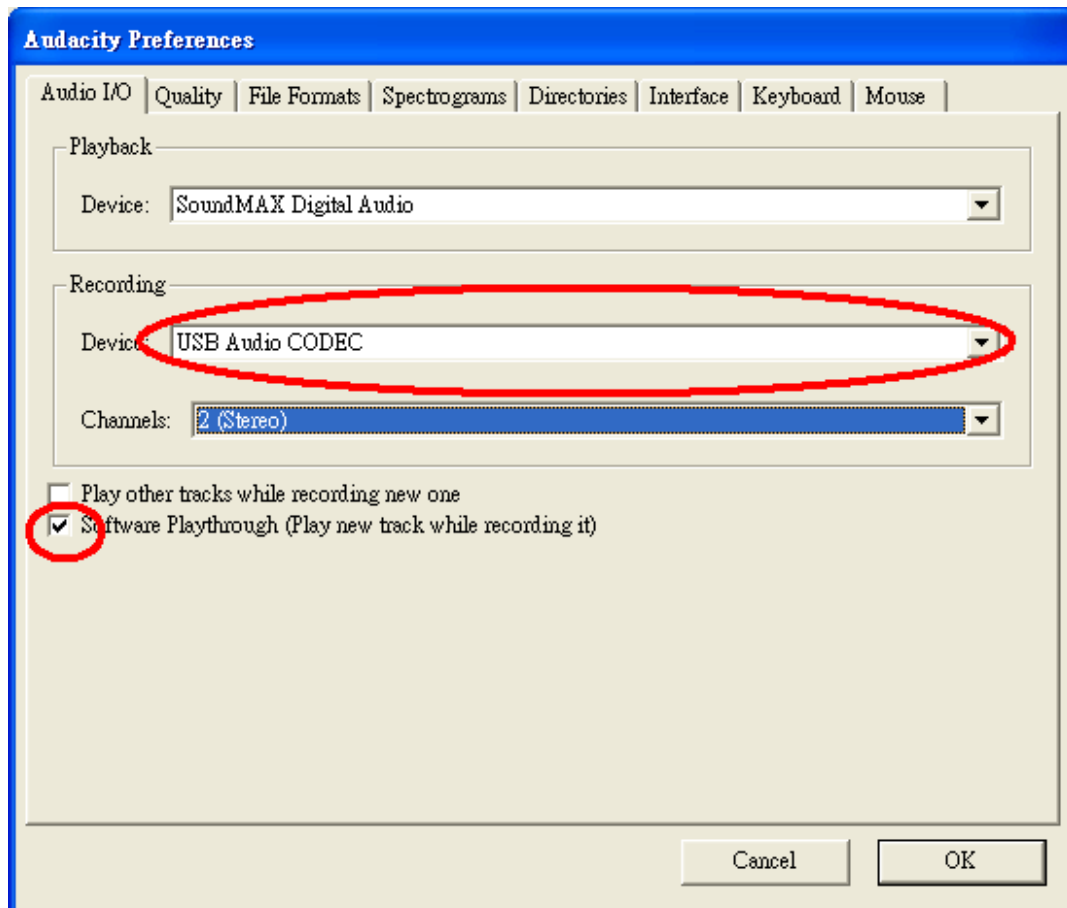 Audacity Preferences
Audio I/O Quality File Formats Spectrograms Directories Interface Keyboard Mouse
Playback
Device: SoundMAX Digital Audio
Recording
Device: USB Audio CODEC
Channels: 2 (Stereo)
Play other tracks while recording new one
Software Playthrough (Play new track while recording it)
Cancel OK